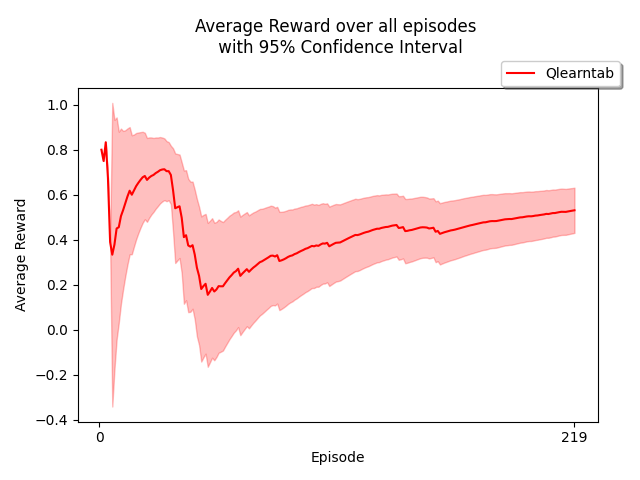 Average Reward over all episodes
with 95% Confidence Interval
Qlearntab
1.0
0.8
0.6
0.4
0.2
0.0
−0.2
−0.4
Average Reward
0
219
Episode